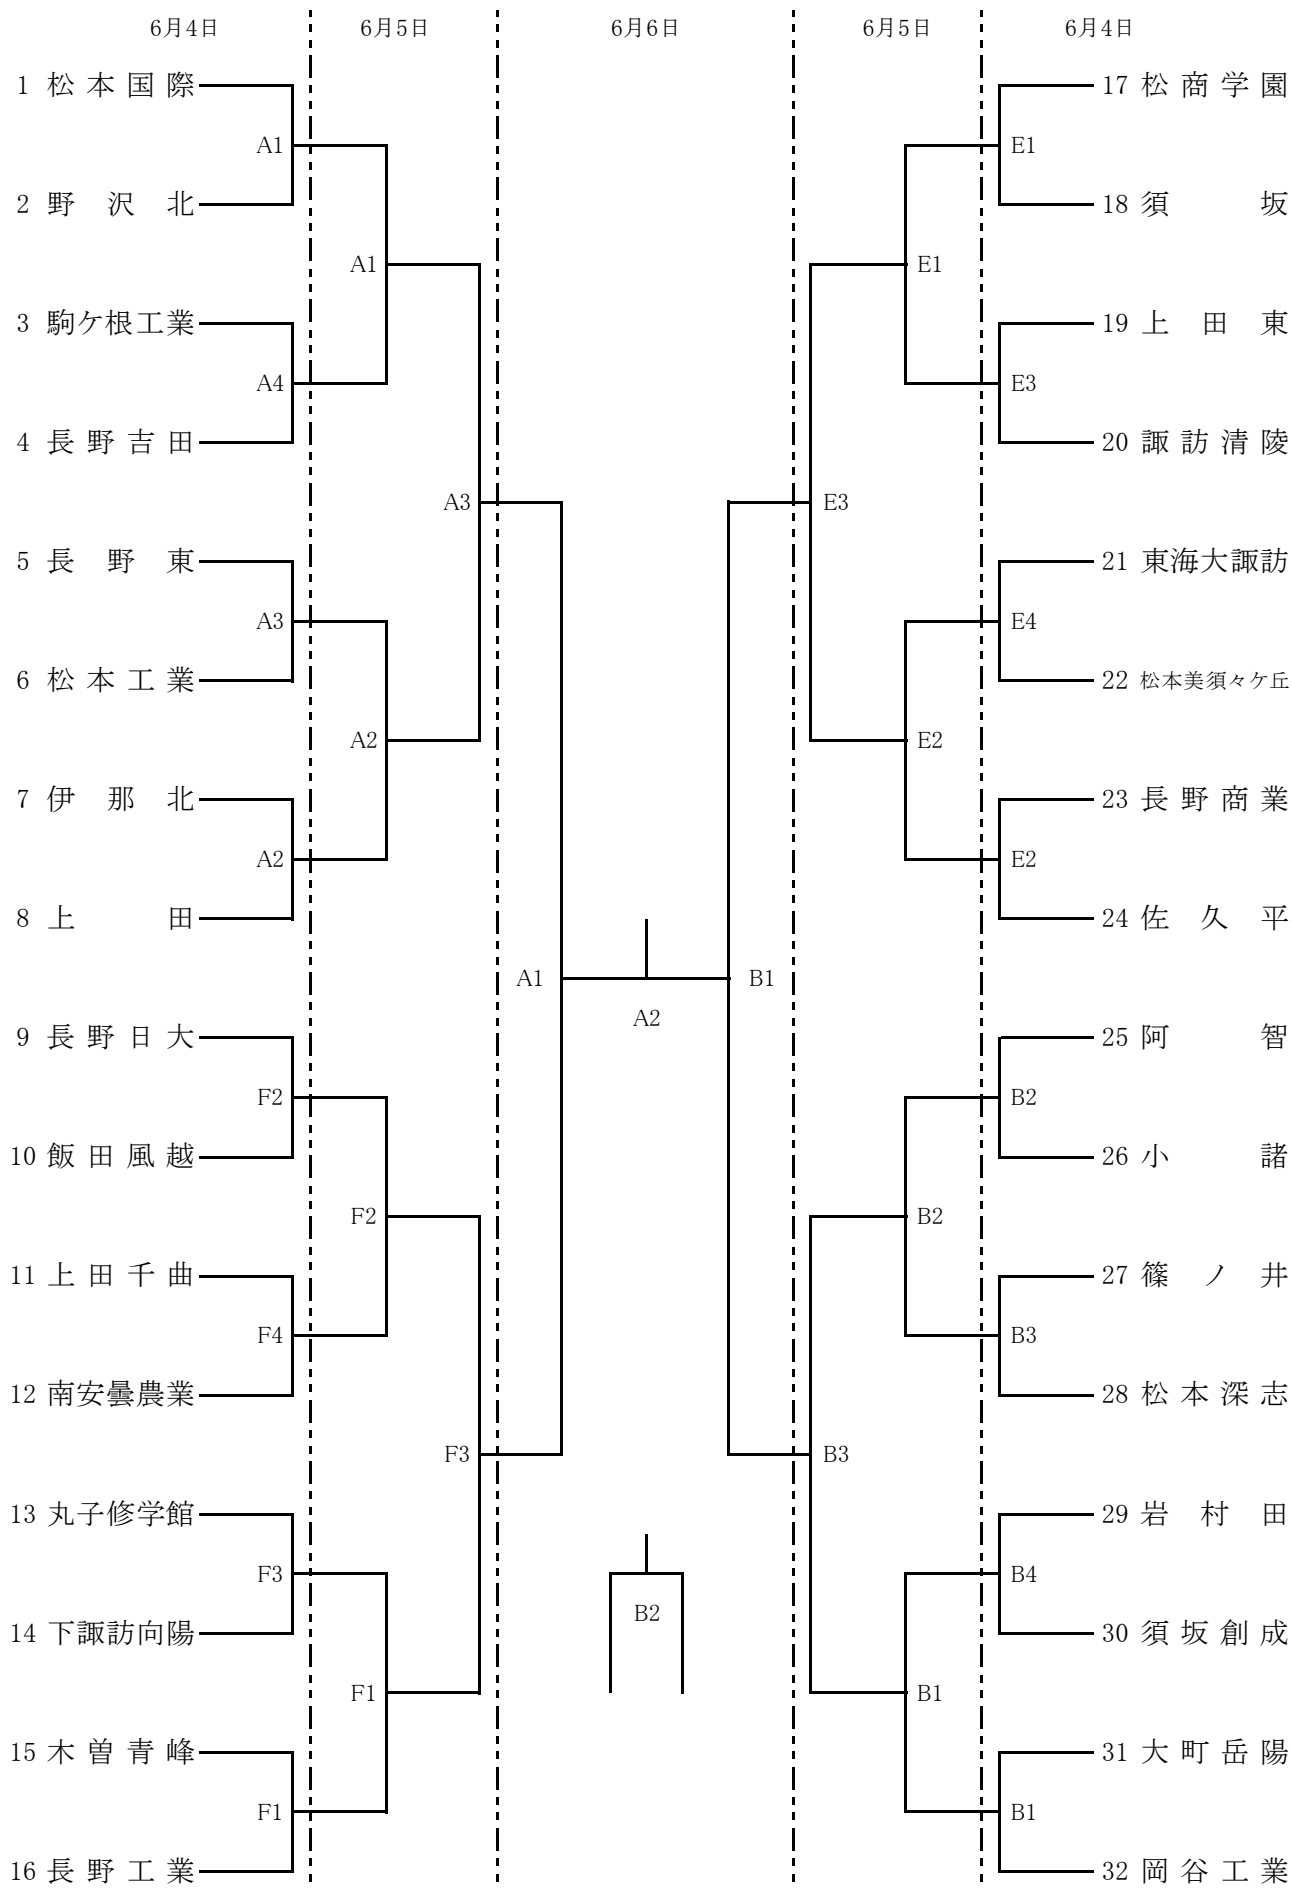 6月4日 6月5日 6月6日 6月5日 6月4日
1 松本国際 17 松商学園
A1 E1
2 野沢北 18 須坂
A1 E1
3 駒ケ根工業 19 上田東
A4 E3
4 長野吉田 20 諏訪清陵
A3 E3
5 長野東 21 東海大諏訪
A3 E4
6 松本工業 22 松本美須々ケ丘
A2 E2
7 伊那北 23 長野商業
A2 E2
8 上田 24 佐久平
A1 B1
A2
9 長野日大 25 阿智
F2 B2
10 飯田風越 26 小諸
F2 B2
11 上田千曲 27 篠ノ井
F4 B3
12 南安曇農業 28 松本深志
F3 B3
13 丸子修学館 29 岩村田
F3 B4
B2
14 下諏訪向陽 30 須坂創成
F1 B1
15 木曽青峰 31 大町岳陽
F1 B1
16 長野工業 32 岡谷工業